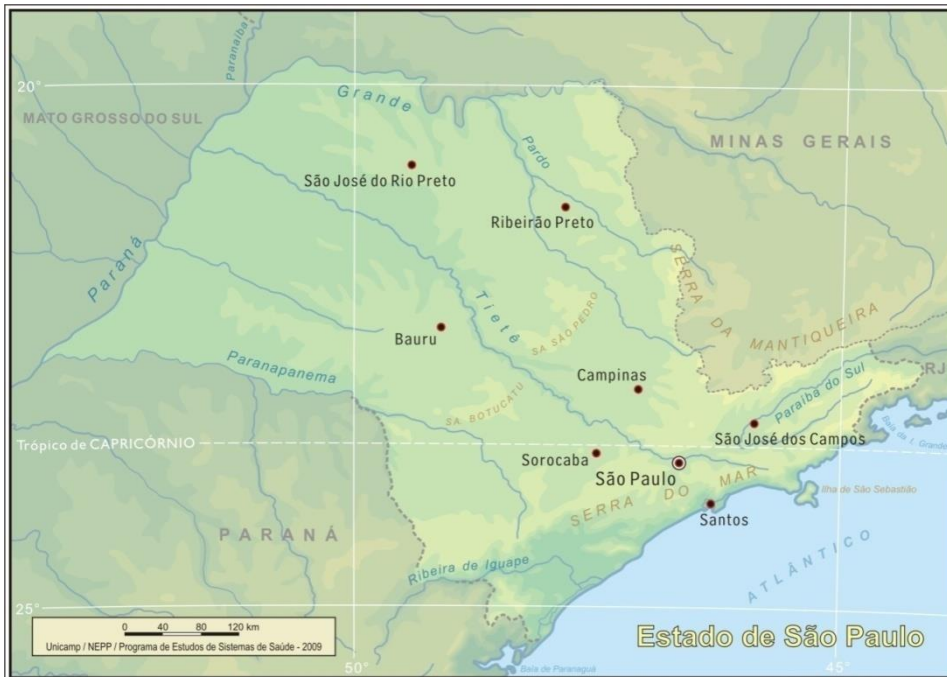 Paranaíba
20°
Grande
MATO GROSSO DO SUL
Pardo
MINAS GERAIS
São José do Rio Preto
Ribeirão Preto
Paraná
SERRA DA MANTIQUEIRA
Tietê
SA. SÃO PEDRO
Bauru
Paranapanema
Campinas
Paraíba do Sul
RJ
SA. BOTUCATU
Trópico de CAPRICÓRNIO
São José dos Campos
Baía da I. Grande
Sorocaba
São Paulo
SERRA DO MAR
Ilha de São Sebastião
Santos
PARANÁ
ATLÂNTICO
Ribeira de Iguape
25°
0 40 80 120 km
Unicamp / NEPP / Programa de Estudos de Sistemas de Saúde - 2009
Estado de São Paulo
50°
45°
Baía de Paranaguá